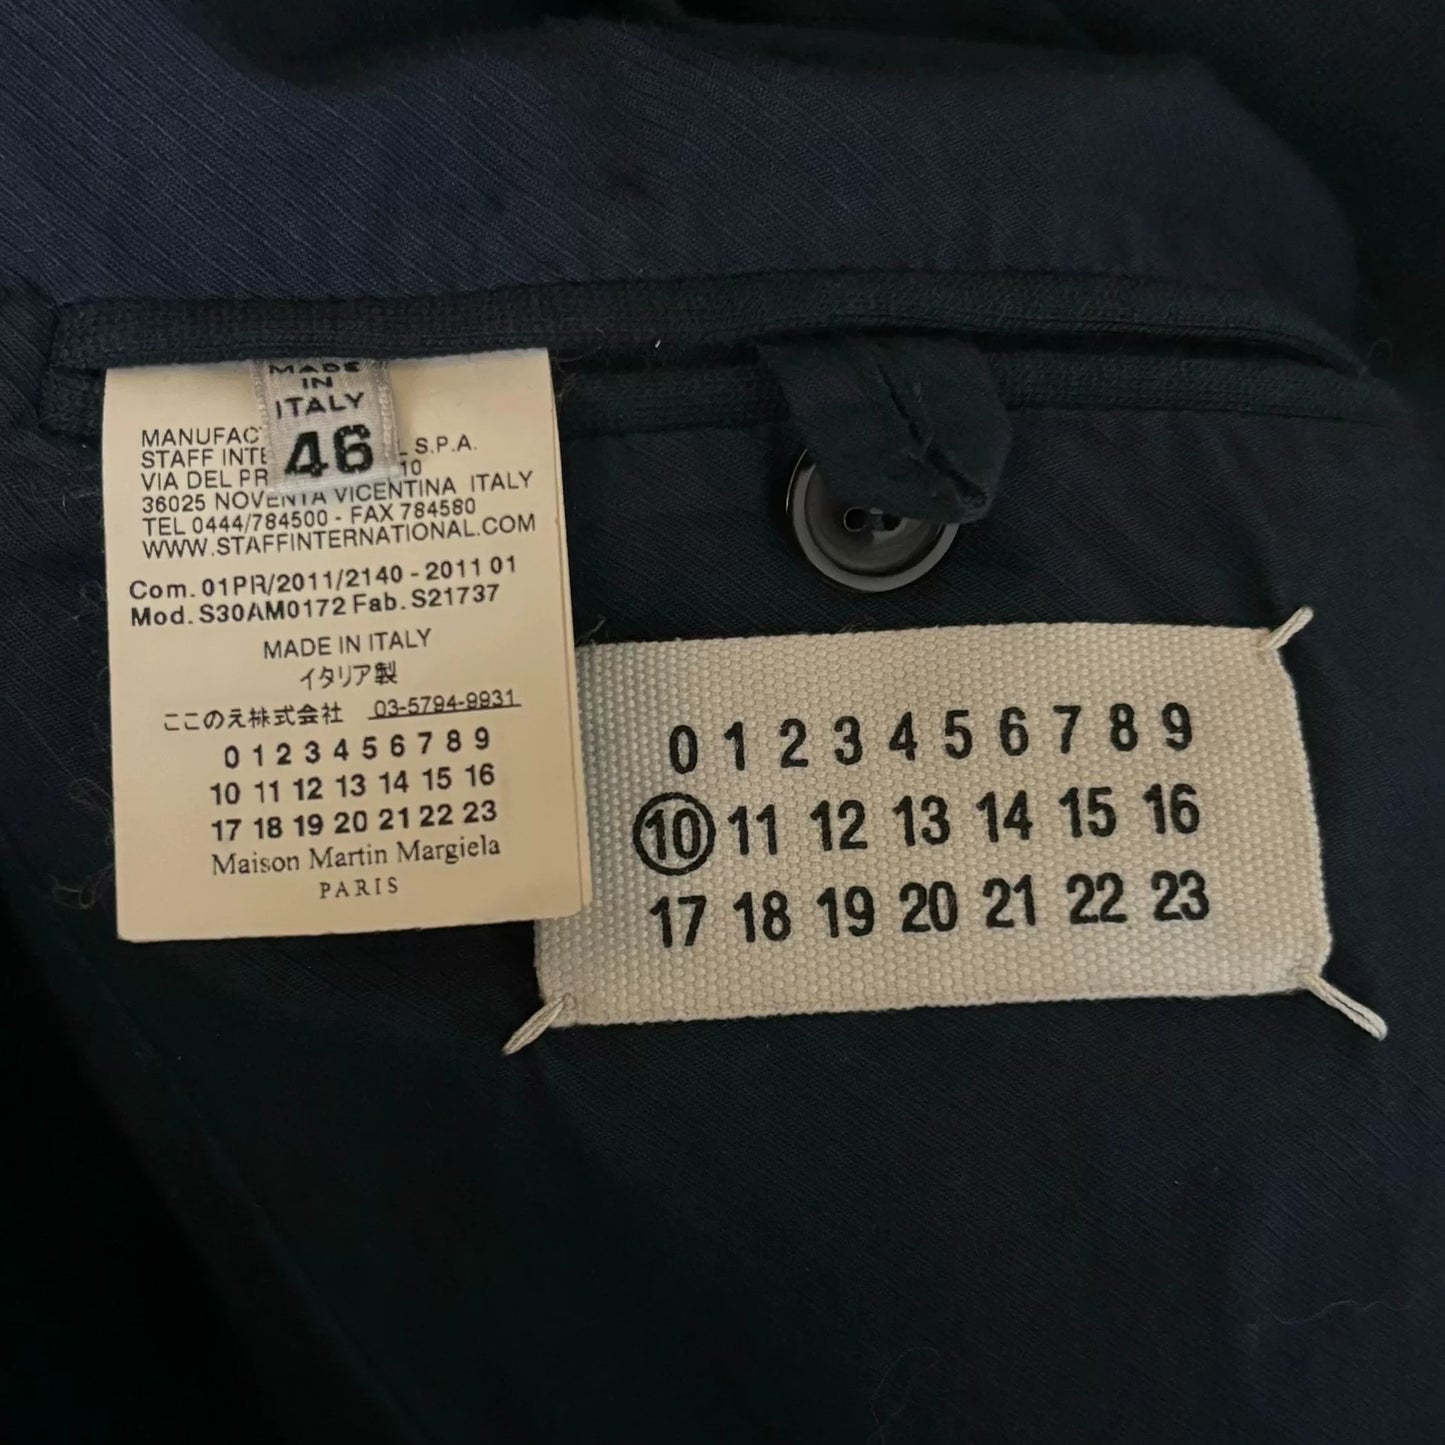 MADE
IN
ITALY
46
MANUFAC
STAFF INTE L S.P.A.
VIA DEL PR 10
36025 NOVENTA VICENTINA ITALY
TEL 0444/784500 - FAX 784580
WWW.STAFFINTERNATIONAL.COM
Com. 01PR/2011/2140 - 2011 01
Mod. S30AM0172 Fab. S21737
MADE IN ITALY
イタリア製
ここのえ株式会社 03-5794-9931
0 1 2 3 4 5 6 7 8 9
10 11 12 13 14 15 16
17 18 19 20 21 22 23
Maison Martin Margiela
PARIS
0 1 2 3 4 5 6 7 8 9
10 11 12 13 14 15 16
17 18 19 20 21 22 23